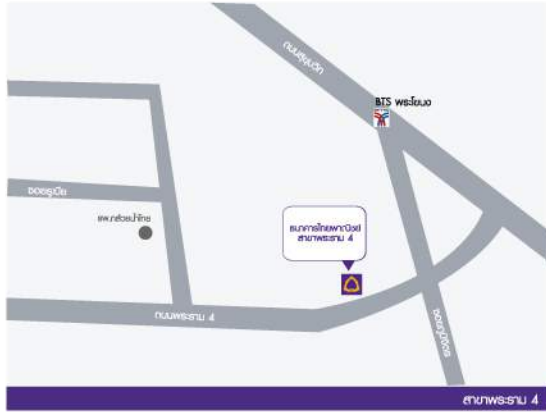 ถนนสุขุมวิท
BTS พระโขนง
ซอยรูเบีย
รพ.กล้วยน้ำไท
ธนาคารไทยพาณิชย์
สาขาพระราม 4
ถนนพระราม 4
สาขาพระราม 4